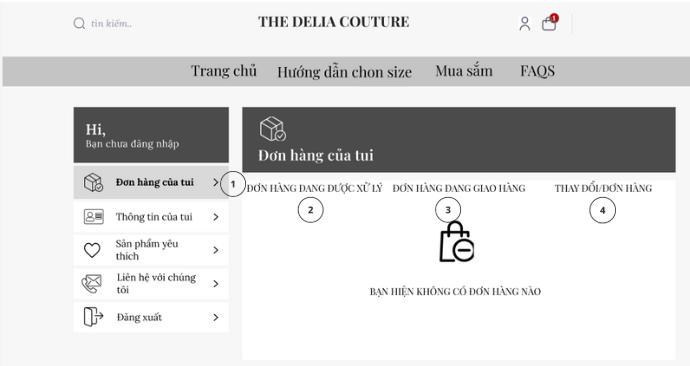 tìn kiếm..
THE DELIA COUTURE
1
Trang chủ
Hướng dẫn chon size
Mua sắm
FAQS
Hi,
Bạn chưa đăng nhập
Đơn hàng của tui
Thông tin của tui
Sản phẩm yêu
thích
Liên hệ với chúng
tôi
Đăng xuất
Đơn hàng của tui
1
ĐƠN HÀNG ĐANG ĐƯỢC XỬ LÝ
ĐƠN HÀNG ĐANG GIAO HÀNG
THAY ĐỔI/ĐƠN HÀNG
2
3
4
BẠN HIỆN KHÔNG CÓ ĐƠN HÀNG NÀO